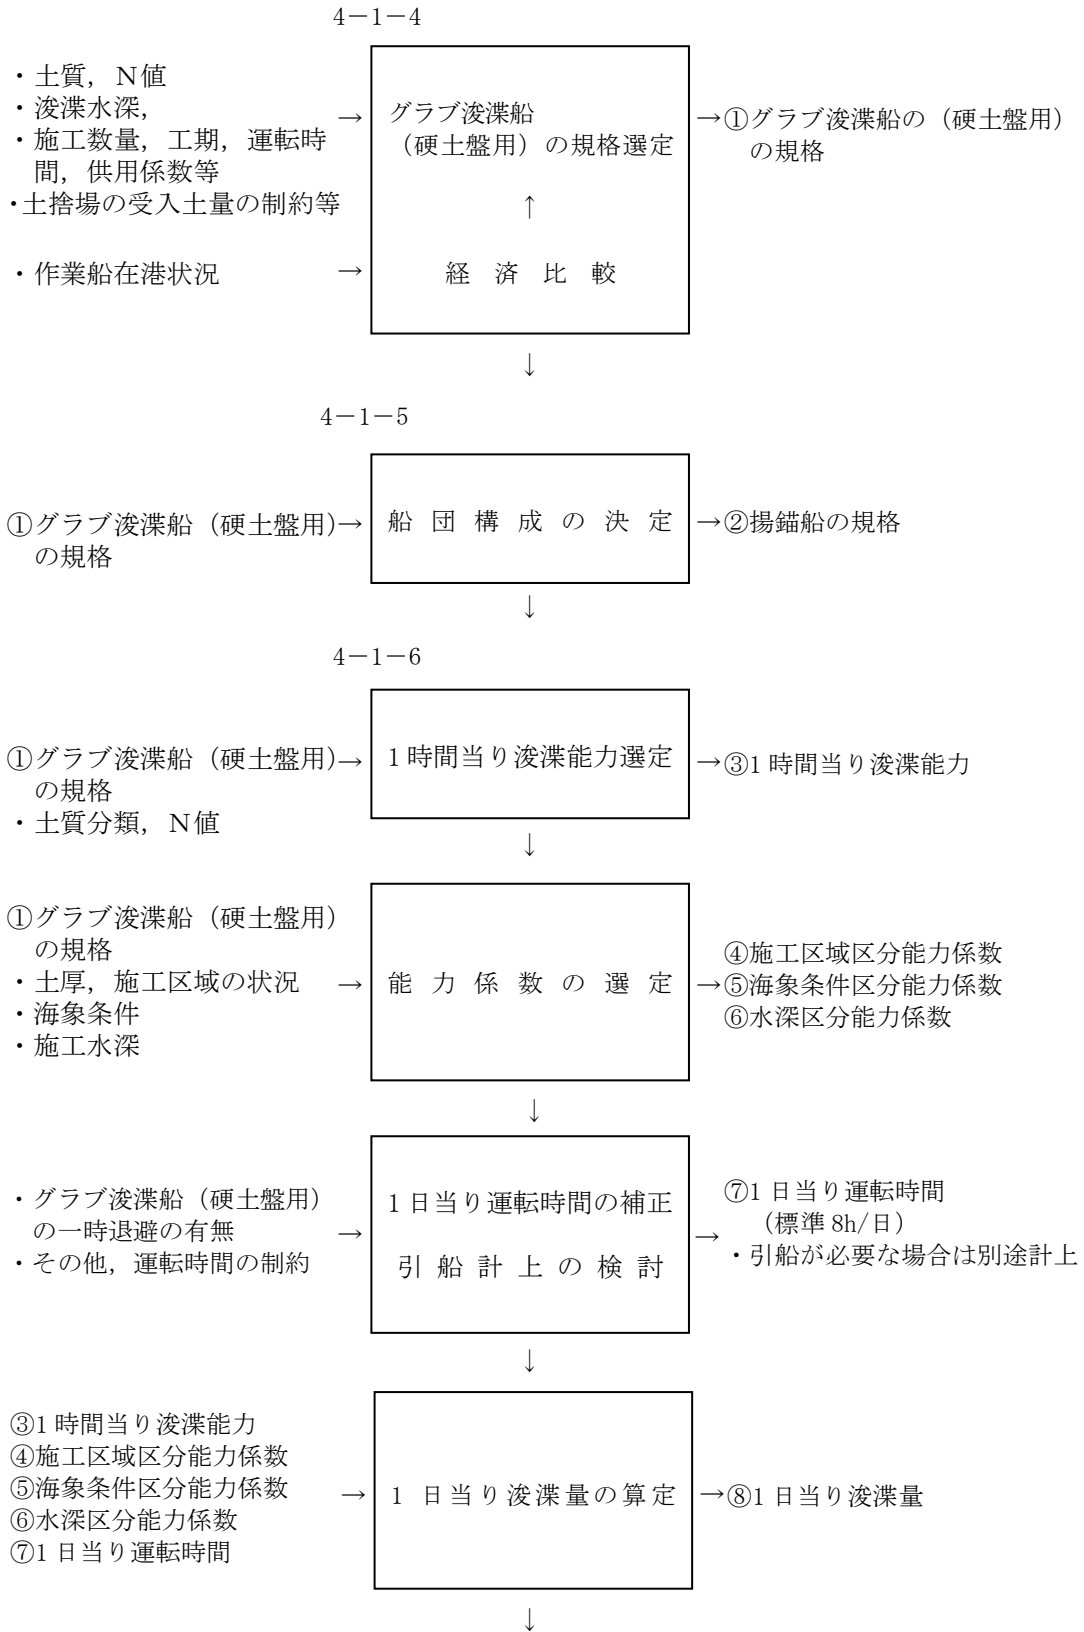 4－1－4
・土質，Ｎ値
・浚渫水深，
・施工数量，工期，運転時
間，供用係数等
・土捨場の受入土量の制約等
・作業船在港状況
→
→
グラブ浚渫船
（硬土盤用）の規格選定
↑
経済比較
→①グラブ浚渫船の（硬土盤用）
の規格
↓
4－1－5
①グラブ浚渫船（硬土盤用）→
の規格
船団構成の決定
→②揚錨船の規格
↓
4－1－6
①グラブ浚渫船（硬土盤用）→
の規格
・土質分類，Ｎ値
1時間当り浚渫能力選定
→③1時間当り浚渫能力
↓
①グラブ浚渫船（硬土盤用）
の規格
・土厚，施工区域の状況
・海象条件
・施工水深
→
能力係数の選定
④施工区域区分能力係数
→⑤海象条件区分能力係数
⑥水深区分能力係数
↓
・グラブ浚渫船（硬土盤用）
の一時退避の有無
・その他，運転時間の制約
→
1日当り運転時間の補正
引船計上の検討
→
⑦1日当り運転時間
（標準8h/日）
・引船が必要な場合は別途計上
↓
③1時間当り浚渫能力
④施工区域区分能力係数
⑤海象条件区分能力係数
⑥水深区分能力係数
⑦1日当り運転時間
→
1 日当り浚渫量の算定
→⑧1日当り浚渫量
↓